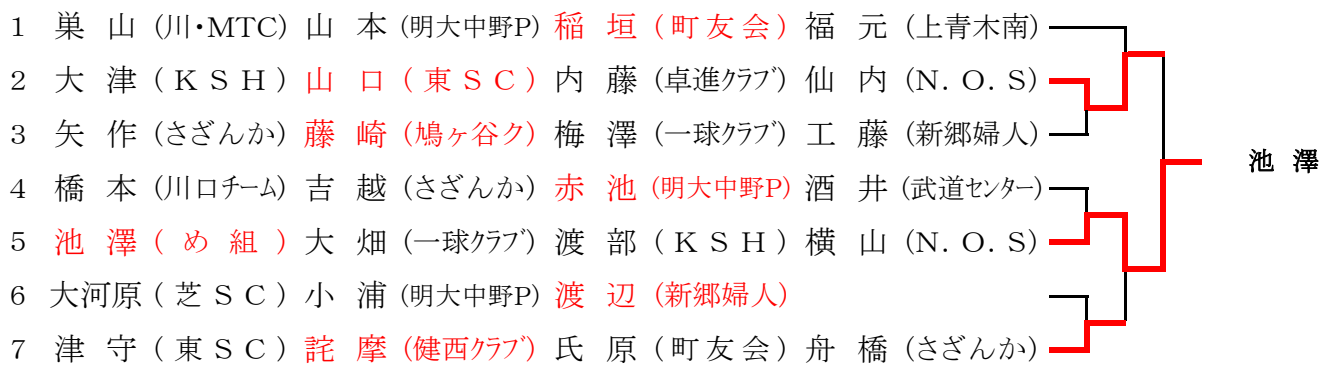 1 巣 山 (川・MTC) 山 本 (明大中野P) 稲 垣 (町友会) 福 元 (上青木南)
2 大 津 (ＫＳＨ) 山 口 (東ＳＣ) 内 藤 (卓進ｸﾗﾌﾞ) 仙 内 (N. O. S)
3 矢 作 (さざんか) 藤 崎 (鳩ヶ谷ク) 梅 澤 (一球ｸﾗﾌﾞ) 工 藤 (新郷婦人)
池 澤
4 橋 本 (川口ﾁｰﾑ) 吉 越 (さざんか) 赤 池 (明大中野P) 酒 井 (武道ｾﾝﾀｰ)
5 池 澤 (め組) 大 畑 (一球ｸﾗﾌﾞ) 渡 部 (ＫＳＨ) 横 山 (N. O. S)
6 大河原 (芝ＳＣ) 小 浦 (明大中野P) 渡 辺 (新郷婦人)
7 津 守 (東ＳＣ) 詫 摩 (健西ｸﾗﾌﾞ) 氏 原 (町友会) 舟 橋 (さざんか)